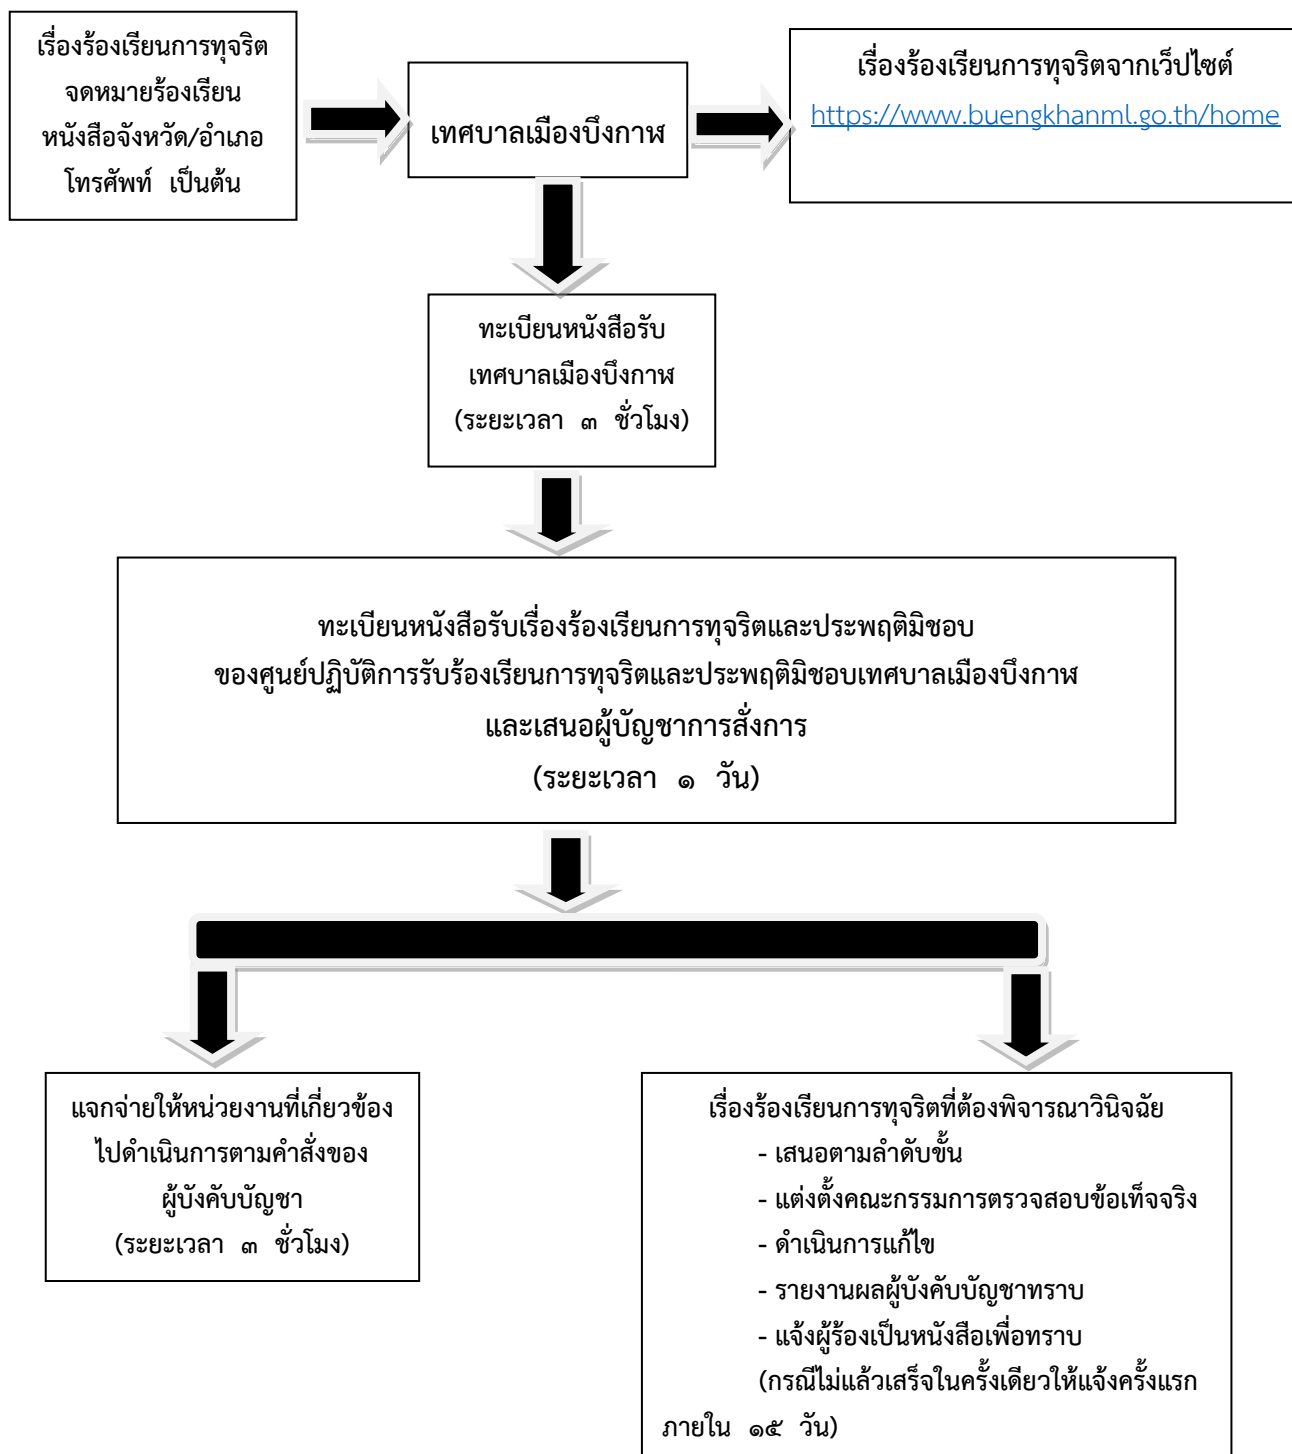 เรื่องร้องเรียนการทุจริต
จดหมายร้องเรียน
หนังสือจังหวัด/อำเภอ
โทรศัพท์ เป็นต้น
เทศบาลเมืองบึงกาฬ
เรื่องร้องเรียนการทุจริตจากเว็ปไซต์
https://www.buengkhanml.go.th/home
ทะเบียนหนังสือรับ
เทศบาลเมืองบึงกาฬ
(ระยะเวลา ๓ ชั่วโมง)
ทะเบียนหนังสือรับเรื่องร้องเรียนการทุจริตและประพฤติมิชอบ
ของศูนย์ปฏิบัติการรับร้องเรียนการทุจริตและประพฤติมิชอบเทศบาลเมืองบึงกาฬ
และเสนอผู้บัญชาการสั่งการ
(ระยะเวลา ๑ วัน)
แจกจ่ายให้หน่วยงานที่เกี่ยวข้อง
ไปดำเนินการตามคำสั่งของ
ผู้บังคับบัญชา
(ระยะเวลา ๓ ชั่วโมง)
เรื่องร้องเรียนการทุจริตที่ต้องพิจารณาวินิจฉัย
- เสนอตามลำดับขั้น
- แต่งตั้งคณะกรรมการตรวจสอบข้อเท็จจริง
- ดำเนินการแก้ไข
- รายงานผลผู้บังคับบัญชาทราบ
- แจ้งผู้ร้องเป็นหนังสือเพื่อทราบ
(กรณีไม่แล้วเสร็จในครั้งเดียวให้แจ้งครั้งแรก
ภายใน ๑๕ วัน)